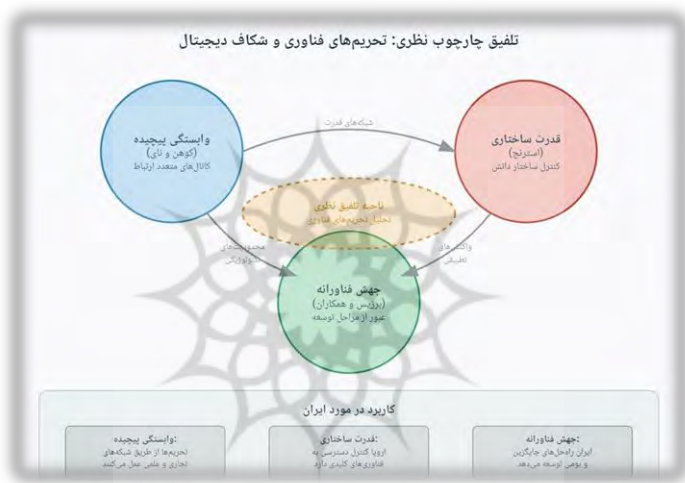 تلفیق چارچوب نظری: تحریم‌های فناوری و شکاف دیجیتال
قدرت ساختاری
(استرنج)
کنترل ساختار دانش
شبکه‌های قدرت
وابستگی پیچیده
(کوهن و نای)
کانال‌های متعدد ارتباط
ناحیه تلفیق نظری
تحلیل تحریم‌های فناوری
تطبیقی
محدودیت‌های
تکنولوژیکی
جهش فناورانه
(پرزیس و همکاران)
عبور از مراحل توسعه
کاربرد در مورد ایران
جهش فناورانه:
ایران راه‌حل‌های جایگزین
و بومی توسعه می‌دهد
قدرت ساختاری:
اروپا کنترل دسترسی به
فناوری‌های کلیدی دارد
وابستگی پیچیده:
تحریم‌ها از طریق شبکه‌های
تجاری و علمی عمل می‌کنند